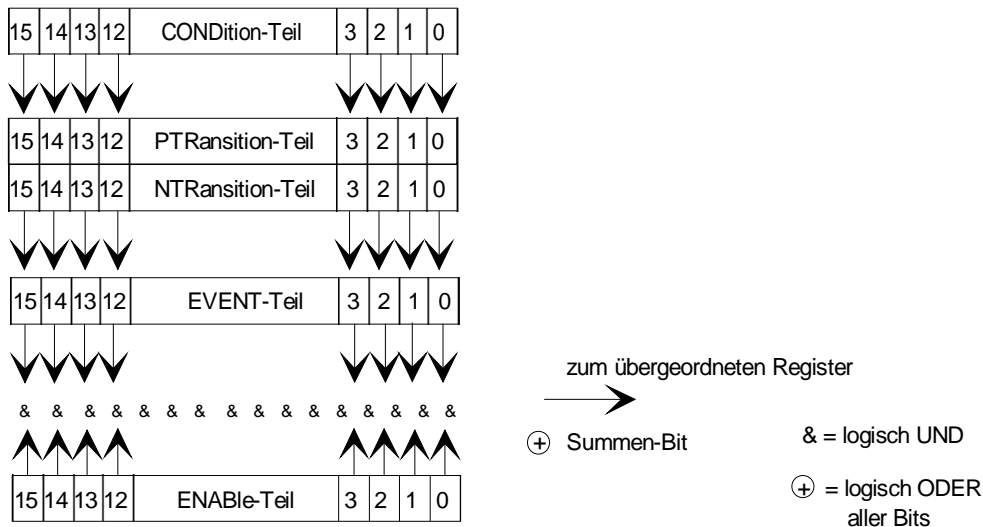 15 14 13 12 CONDition-Teil 3 2 1 0
15 14 13 12 PTRansition-Teil 3 2 1 0
15 14 13 12 NTRansition-Teil 3 2 1 0
15 14 13 12 EVENT-Teil 3 2 1 0
zum übergeordneten Register
& & & & & & & & & & & & & & & &
⊕ Summen-Bit
& = logisch UND
15 14 13 12 ENABle-Teil 3 2 1 0
⊕ = logisch ODER
aller Bits